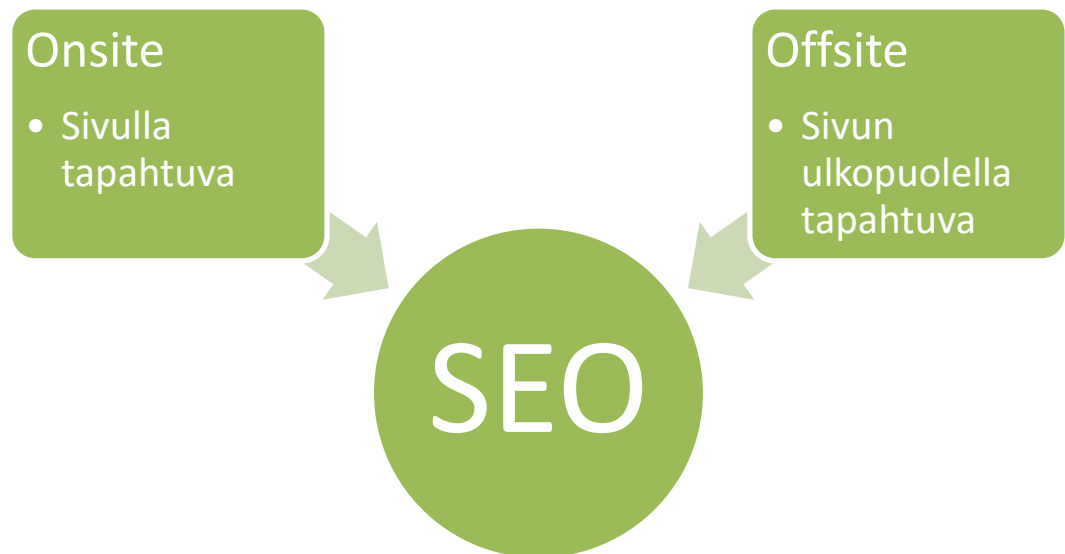 Onsite
• Sivulla
tapahtuva
Offsite
• Sivun
ulkopuolella
tapahtuva
SEO